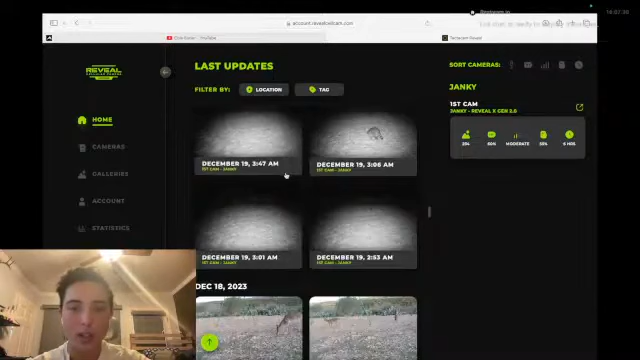 account.revealcellcam.com
YouTube
REVEAL
LAST UPDATES
SORT CAMERAS:
FILTER BY:
LOCATION
TAG
JANKY
1ST CAM
JANKY - REVEAL X GEN 2.0
HOME
CAMERAS
GALLERIES
ACCOUNT
STATISTICS
MODERATE
6 HRS
DECEMBER 19, 3:47 AM
1ST CAM - JANKY
DECEMBER 19, 3:06 AM
1ST CAM - JANKY
DECEMBER 19, 3:01 AM
1ST CAM - JANKY
DECEMBER 19, 2:53 AM
1ST CAM - JANKY
DEC 18, 2023